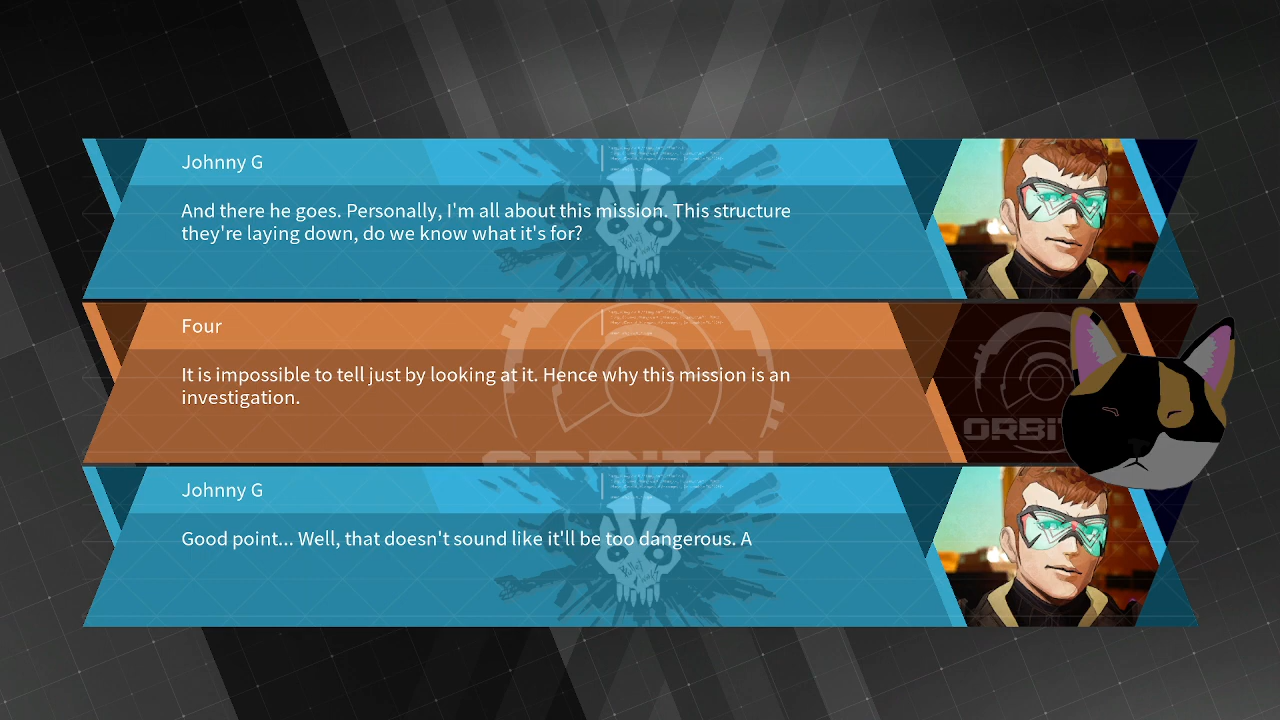 Johnny G
And there he goes. Personally, I'm all about this mission. This structure
they're laying down, do we know what it's for?
Four
It is impossible to tell just by looking at it. Hence why this mission is an
investigation.
ORBIT
ORBITAL
Johnny G
Good point... Well, that doesn't sound like it'll be too dangerous. A